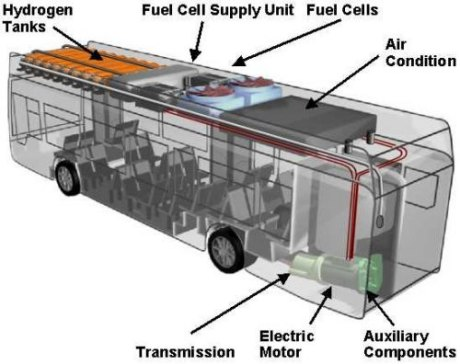 Hydrogen
Tanks
Fuel Cell Supply Unit
Fuel Cells
Air
Condition
Transmission
Electric
Motor
Auxiliary
Components